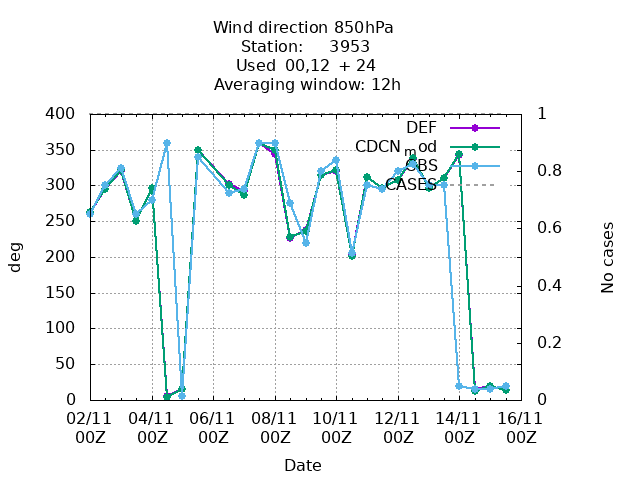 Wind direction 850hPa
Station:     3953
Used  00,12  + 24
Averaging window: 12h
400
350
300
250
200
150
100
50
0
1
0.8
0.6
0.4
0.2
0
deg
No cases
DEF
CDCN_mod
OBS
CASES
02/11 04/11 06/11 08/11 10/11 12/11 14/11 16/11
00Z 00Z 00Z 00Z 00Z 00Z 00Z 00Z
Date